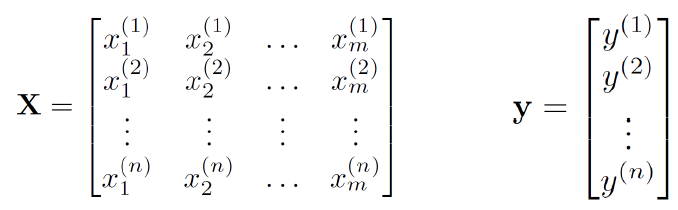 X = [ x_1^{(1)} x_2^{(1)} … x_m^{(1)}
x_1^{(2)} x_2^{(2)} … x_m^{(2)}
⋮ ⋮ ⋮ ⋮
x_1^{(n)} x_2^{(n)} … x_m^{(n)} ]
y = [ y^{(1)}
y^{(2)}
⋮
y^{(n)} ]